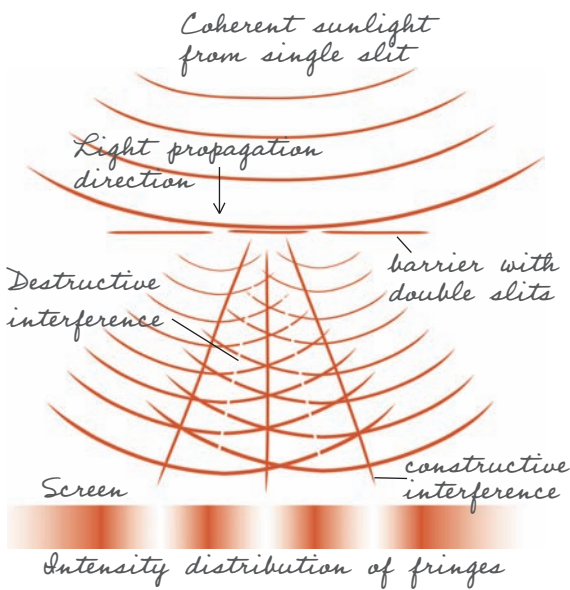 Coherent sunlight
from single slit
Light propagation
direction
barrier with
double slits
Destructive
interference
constructive
interference
Screen
Intensity distribution of fringes